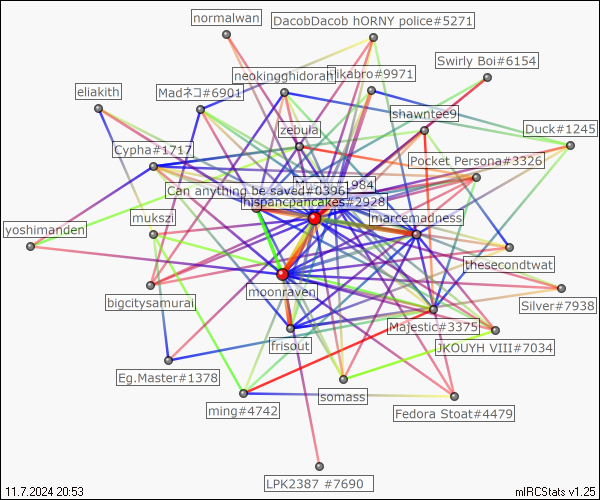 normalwan
DacobDacob hORNY police#5271
Swirly Boi#6154
neokingghidorah
hikabro#9971
eliakith
Madネコ#6901
shawntee9
zebula
Duck#1245
Cypha#1717
Pocket Persona#3326
Can anything be saved#0396
1984
hispancpancakes#2928
mukszi
marcemadness
yoshimanden
thesecondtwat
moonraven
bigcitysamurai
Silver#7938
Majestic#3375
frisout
JKOUYH VIII#7034
Eg.Master#1378
somass
ming#4742
Fedora Stoat#4479
LPK2387 #7690
11.7.2024 20:53
mIRCStats v1.25